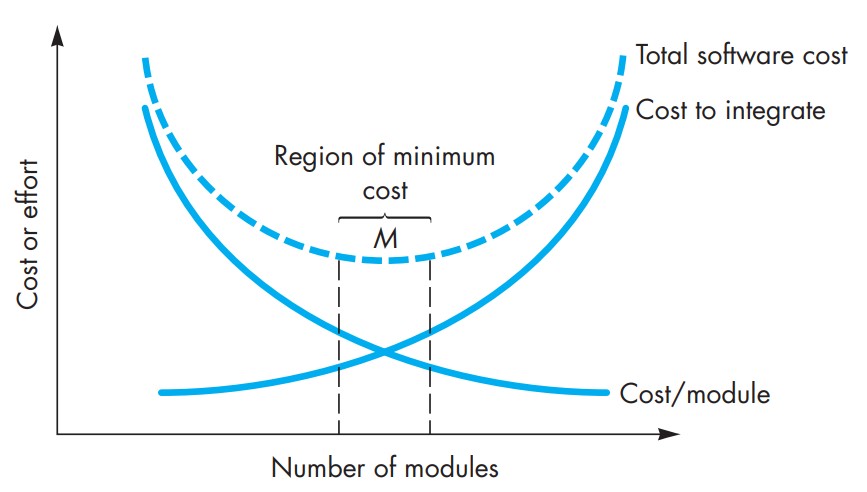 Total software cost
Cost to integrate
Region of minimum
cost
M
Cost or effort
Cost/module
Number of modules